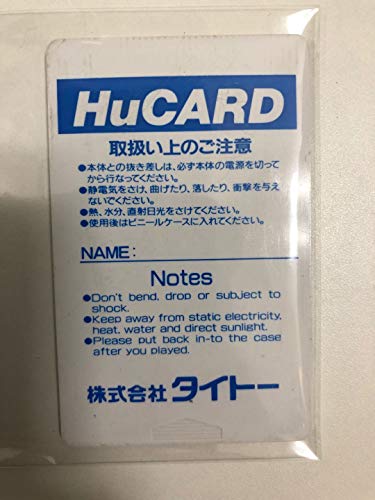 HuCARD
取扱い上のご注意
●本体との抜き差しは、必ず本体の電源を切って
から行なってください。
●静電気をさけ、曲げたり、落したり、衝撃を与え
ないでください。
●熱、水分、直射日光をさけてください。
●使用後はビニールケースに入れてください。
NAME:
Notes
●Don't bend, drop or subject to
shock.
●Keep away from static electricity,
heat, water and direct sunlight.
●Please put back in-to the case
after you played.
株式会社 タイトー